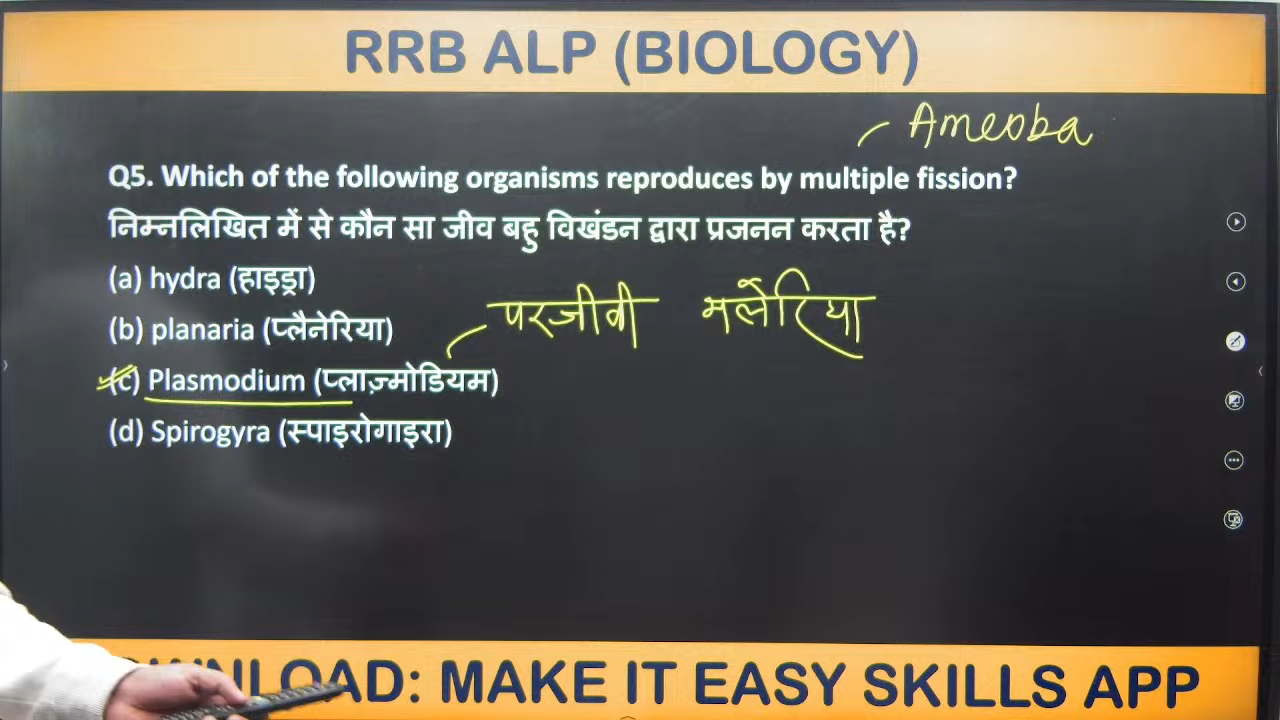 RRB ALP (BIOLOGY)
Ameoba
Q5. Which of the following organisms reproduces by multiple fission?
निम्नलिखित में से कौन सा जीव बहु विखंडन द्वारा प्रजनन करता है?
(a) hydra (हाइड्रा)
परजीवी मलेरिया
(b) planaria (प्लैनेरिया)
(c) Plasmodium (प्लाज़्मोडियम)
(d) Spirogyra (स्पाइरोगाइरा)
MAKE IT EASY SKILLS APP